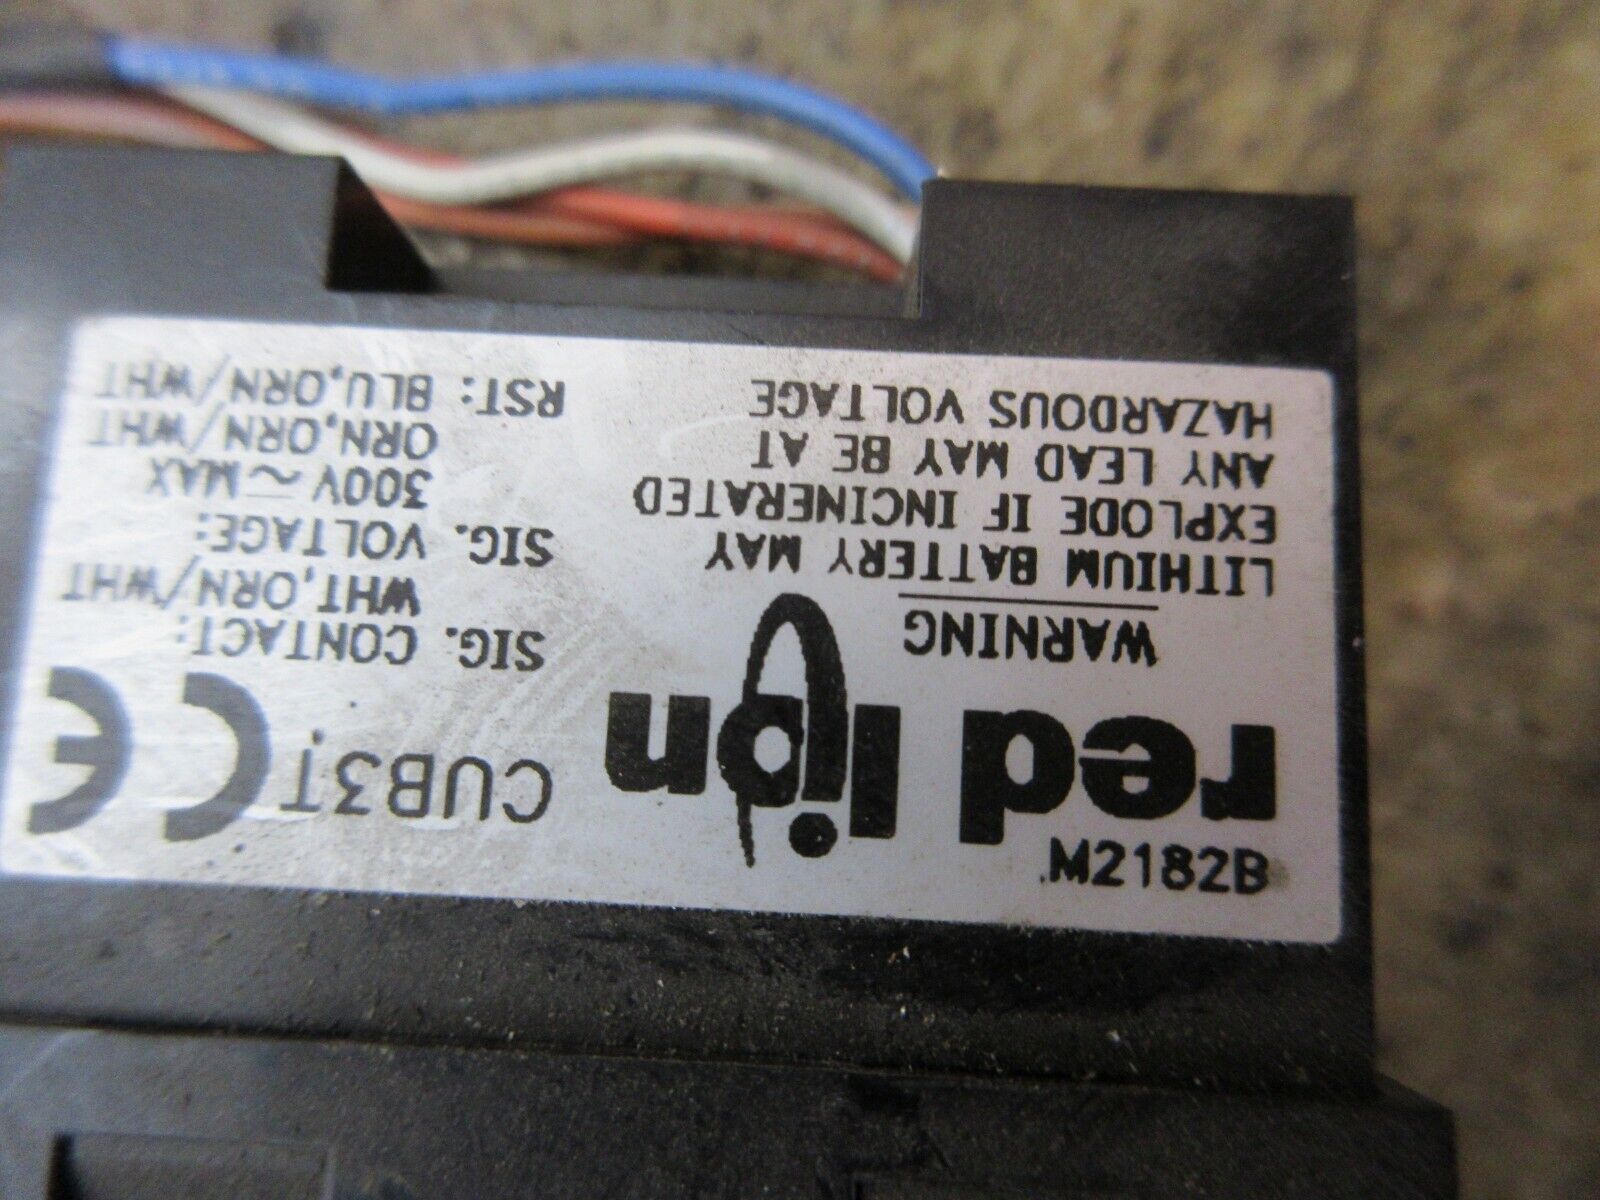 M2182B
red lion
WARNING
LITHIUM BATTERY MAY
EXPLODE IF INCINERATED
ANY LEAD MAY BE AT
HAZARDOUS VOLTAGE
CUB3T CE
SIG. CONTACT:
WHT,ORN/WHT
SIG. VOLTAGE:
300V ⎓ ~ MAX
ORN,ORN/WHT
RST: BLU,ORN/WHT